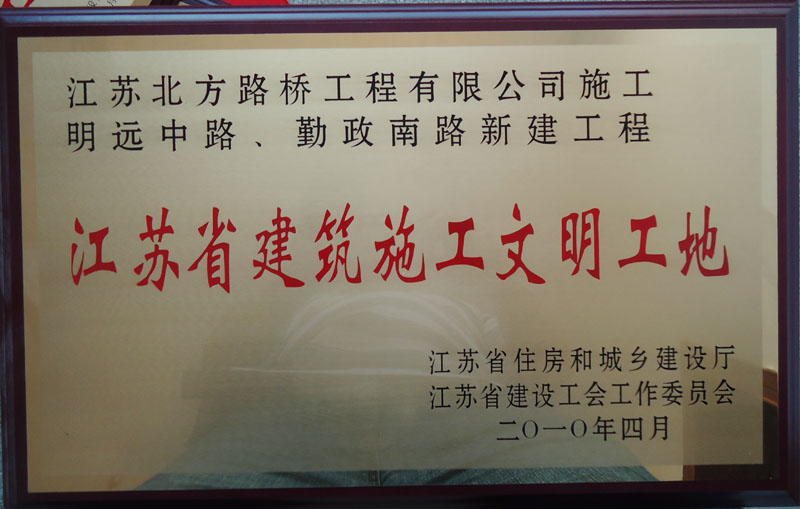 江苏北方路桥工程有限公司施工
明远中路、勤政南路新建工程
江苏省建筑施工文明工地
江苏省住房和城乡建设厅
江苏省建设工会工作委员会
二〇一〇年四月